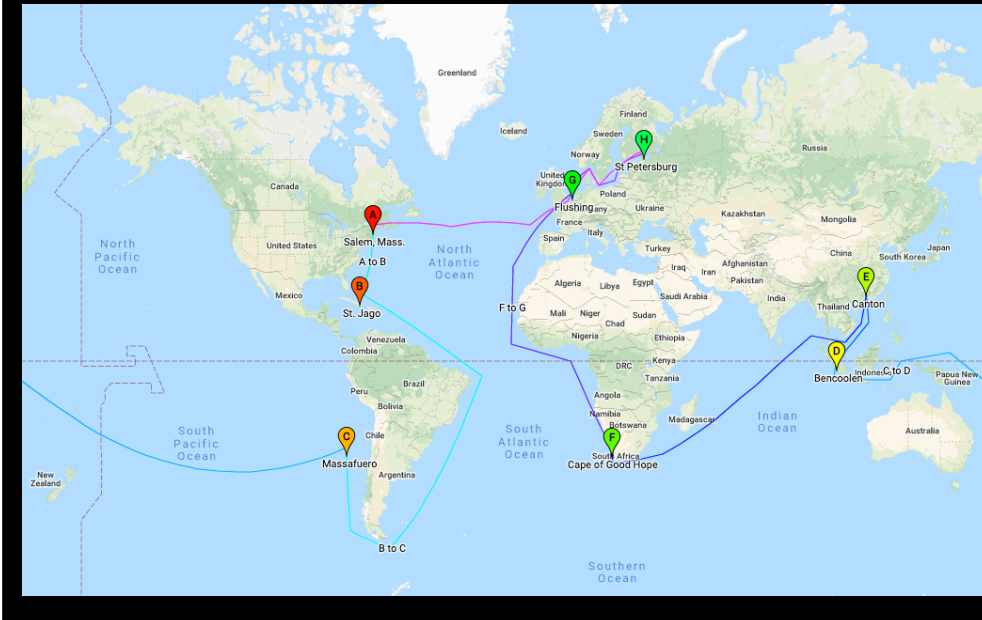 Greenland
Iceland
Finland
Sweden
Norway
H
St Petersburg
Russia
United
Kingdom
G
Flushing
any
Poland
Ukraine
France
Kazakhstan
Mongolia
Canada
A
Salem, Mass.
Spain
Italy
Turkey
North
Pacific
Ocean
United States
A to B
North
Atlantic
Ocean
Iraq
Iran
Afghanistan
Pakistan
China
South Korea
Japan
Mexico
B
St. Jago
Algeria
Libya
Egypt
Saudi Arabia
India
E
Canton
Thailand
F to G
Mali
Niger
Chad
Sudan
Nigeria
Ethiopia
Venezuela
Colombia
DRC
Kenya
Tanzania
D
Bencoolen
Indones
C to D
Papua New
Guinea
Peru
Brazil
Bolivia
Angola
Namibia
Botswana
Madagascar
Indian
Ocean
Australia
South
Pacific
Ocean
C
Massafuero
Chile
Argentina
South
Atlantic
Ocean
F
South Africa
Cape of Good Hope
New
Zealand
B to C
Southern
Ocean